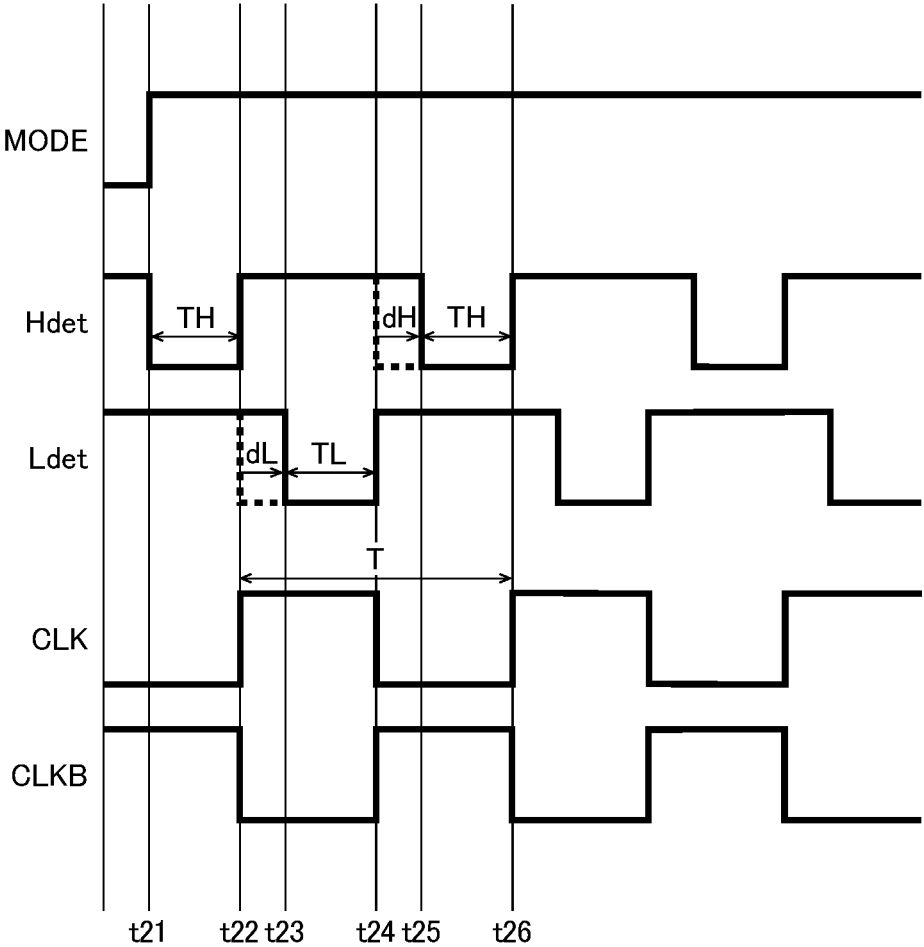 MODE
Hdet
TH
dH
TH
Ldet
dL
TL
T
CLK
CLKB
t21 t22 t23 t24 t25 t26